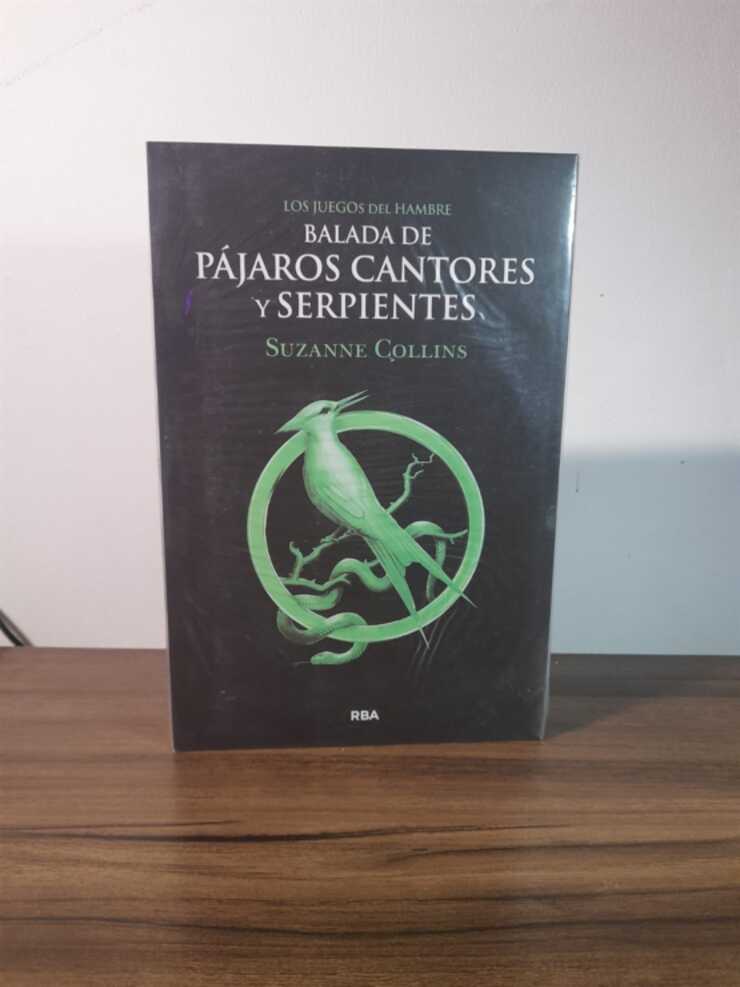 LOS JUEGOS DEL HAMBRE
BALADA DE
PÁJAROS CANTORES
Y SERPIENTES
SUZANNE COLLINS
RBA